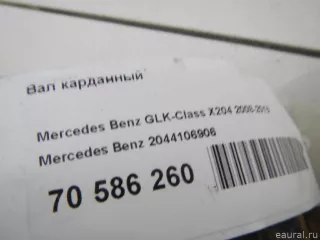 Вал карданный
Mercedes Benz GLK-Class X204 2008-2015
Mercedes Benz 2044106906
70 586 260
eaural.ru